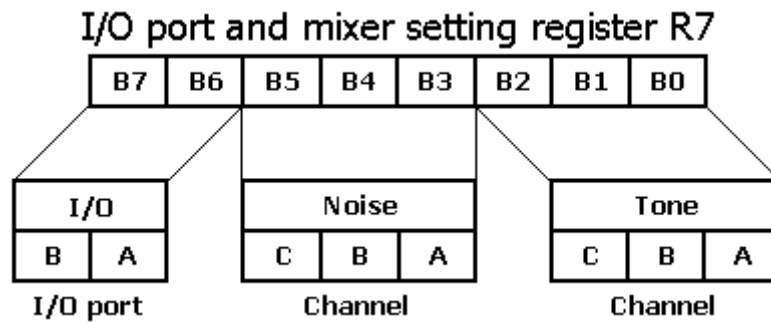 I/O port and mixer setting register R7
B7 B6 B5 B4 B3 B2 B1 B0
I/O Noise Tone
B A C B A C B A
I/O port Channel Channel